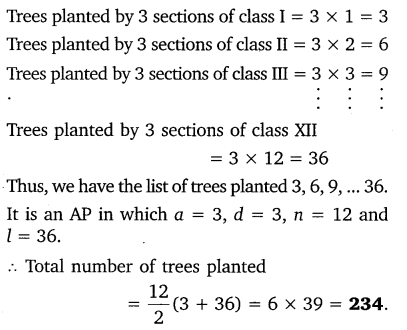 Trees planted by 3 sections of class I = 3 × 1 = 3
Trees planted by 3 sections of class II = 3 × 2 = 6
Trees planted by 3 sections of class III = 3 × 3 = 9
. ⋮ ⋮ ⋮
Trees planted by 3 sections of class XII
= 3 × 12 = 36
Thus, we have the list of trees planted 3, 6, 9, ... 36.
It is an AP in which a = 3, d = 3, n = 12 and
l = 36.
∴ Total number of trees planted
= 12/2 (3 + 36) = 6 × 39 = 234.